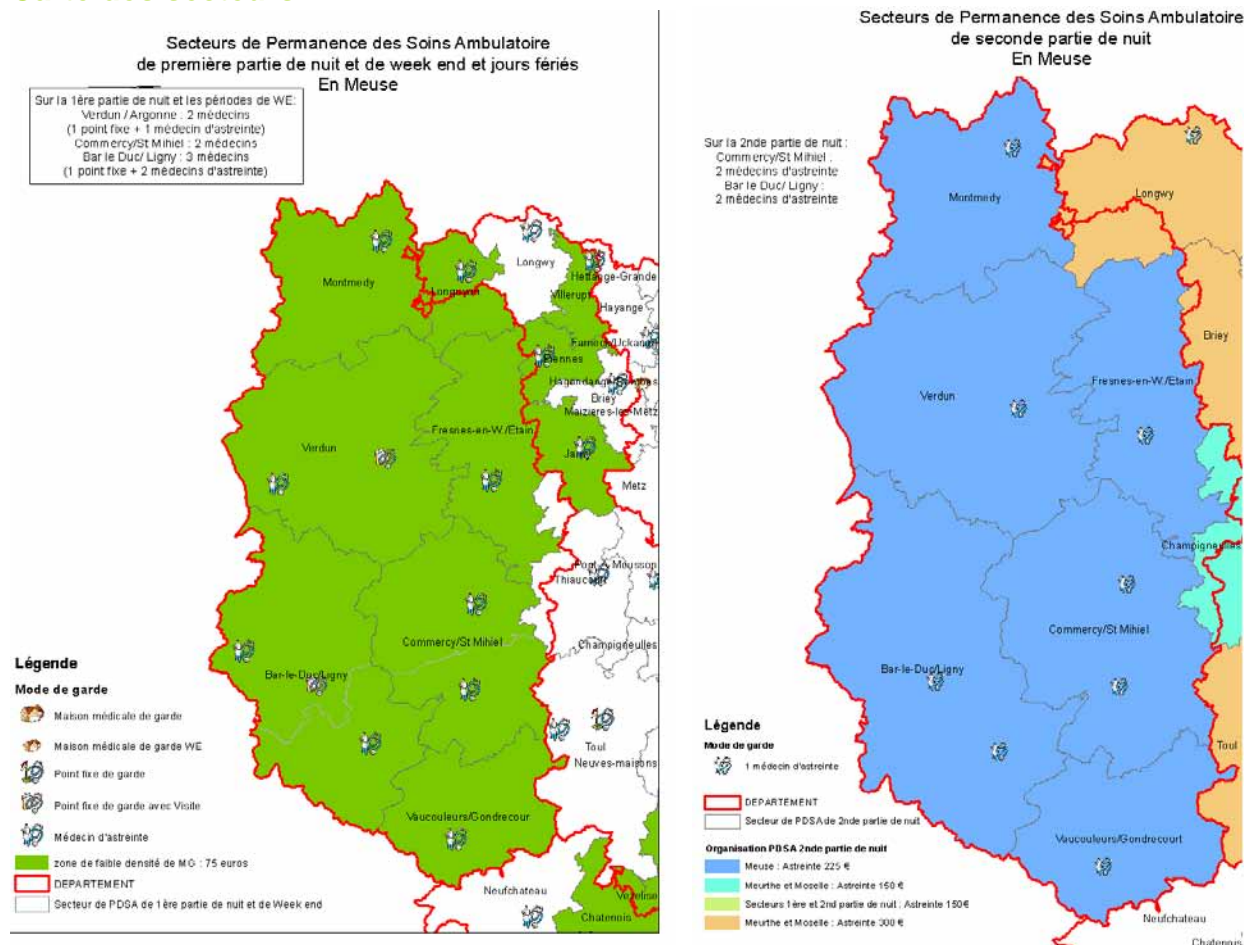 Secteurs de Permanence des Soins Ambulatoire
de première partie de nuit et de week end et jours fériés
En Meuse
Sur la 1ère partie de nuit et les périodes de WE:
Verdun / Argonne : 2 médecins
(1 point fixe + 1 médecin d'astreinte)
Commercy/St Mihiel : 2 médecins
Bar le Duc/ Ligny : 3 médecins
(1 point fixe + 2 médecins d'astreinte)
Montmedy
Longwy
Longuyon
Hettange-Grande
Villerupt
Hayange
Fameck/Uckange
Briey
Maizieres-les-Metz
Verdun
Fresnes-en-W./Etain
Jarny
Metz
Pont A Mousson
Thiaucourt
Commercy/St Mihiel
Champigneulles
Bar-le-Duc/Ligny
Toul
Neuves-maisons
Vaucouleurs/Gondrecour
Neufchateau
Vezelise
Chatenois
Légende
Mode de garde
Maison médicale de garde
Maison médicale de garde WE
Point fixe de garde
Point fixe de garde avec Visite
Médecin d'astreinte
zone de faible densité de MG : 75 euros
DEPARTEMENT
Secteur de PDSA de 1ère partie de nuit et de Week end
Secteurs de Permanence des Soins Ambulatoire
de seconde partie de nuit
En Meuse
Sur la 2nde partie de nuit :
Commercy/St Mihiel :
2 médecins d'astreinte
Bar le Duc/ Ligny :
2 médecins d'astreinte
Montmedy
Longwy
Briey
Verdun
Fresnes-en-W./Etain
Champigneulles
Commercy/St Mihiel
Bar-le-Duc/Ligny
Toul
Vaucouleurs/Gondrecourt
Neufchateau
Chatenois
Légende
Mode de garde
1 médecin d'astreinte
DEPARTEMENT
Secteur de PDSA de 2nde partie de nuit
Organisation PDSA 2nde partie de nuit
Meuse : Astreinte 225 €
Meurthe et Moselle : Astreinte 150 €
Secteurs 1ère et 2nd partie de nuit : Astreinte 150€
Meurthe et Moselle : Astreinte 300 €